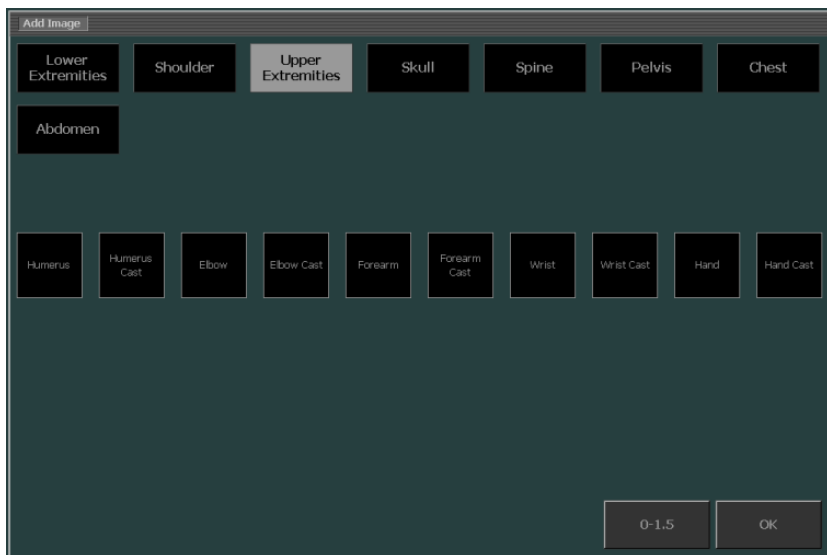 Add Image
Lower
Extremities
Shoulder
Upper
Extremities
Skull
Spine
Pelvis
Chest
Abdomen
Humerus
Humerus
Cast
Elbow
Elbow Cast
Forearm
Forearm
Cast
Wrist
Wrist Cast
Hand
Hand Cast
0-1.5
OK